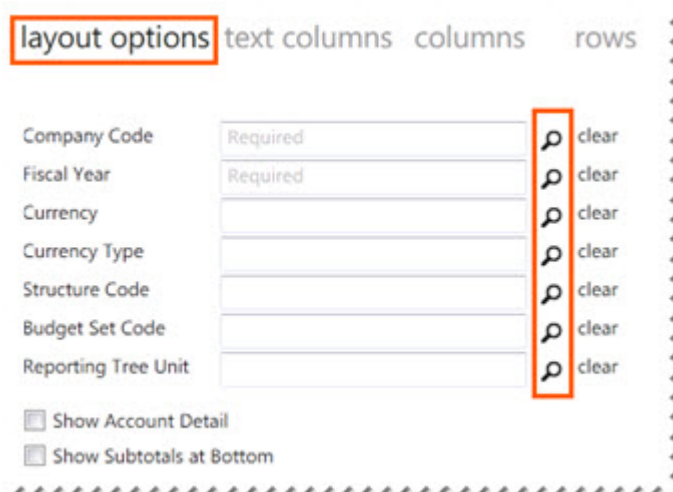 layout options text columns columns rows
Company Code Required clear
Fiscal Year Required clear
Currency clear
Currency Type clear
Structure Code clear
Budget Set Code clear
Reporting Tree Unit clear
Show Account Detail
Show Subtotals at Bottom